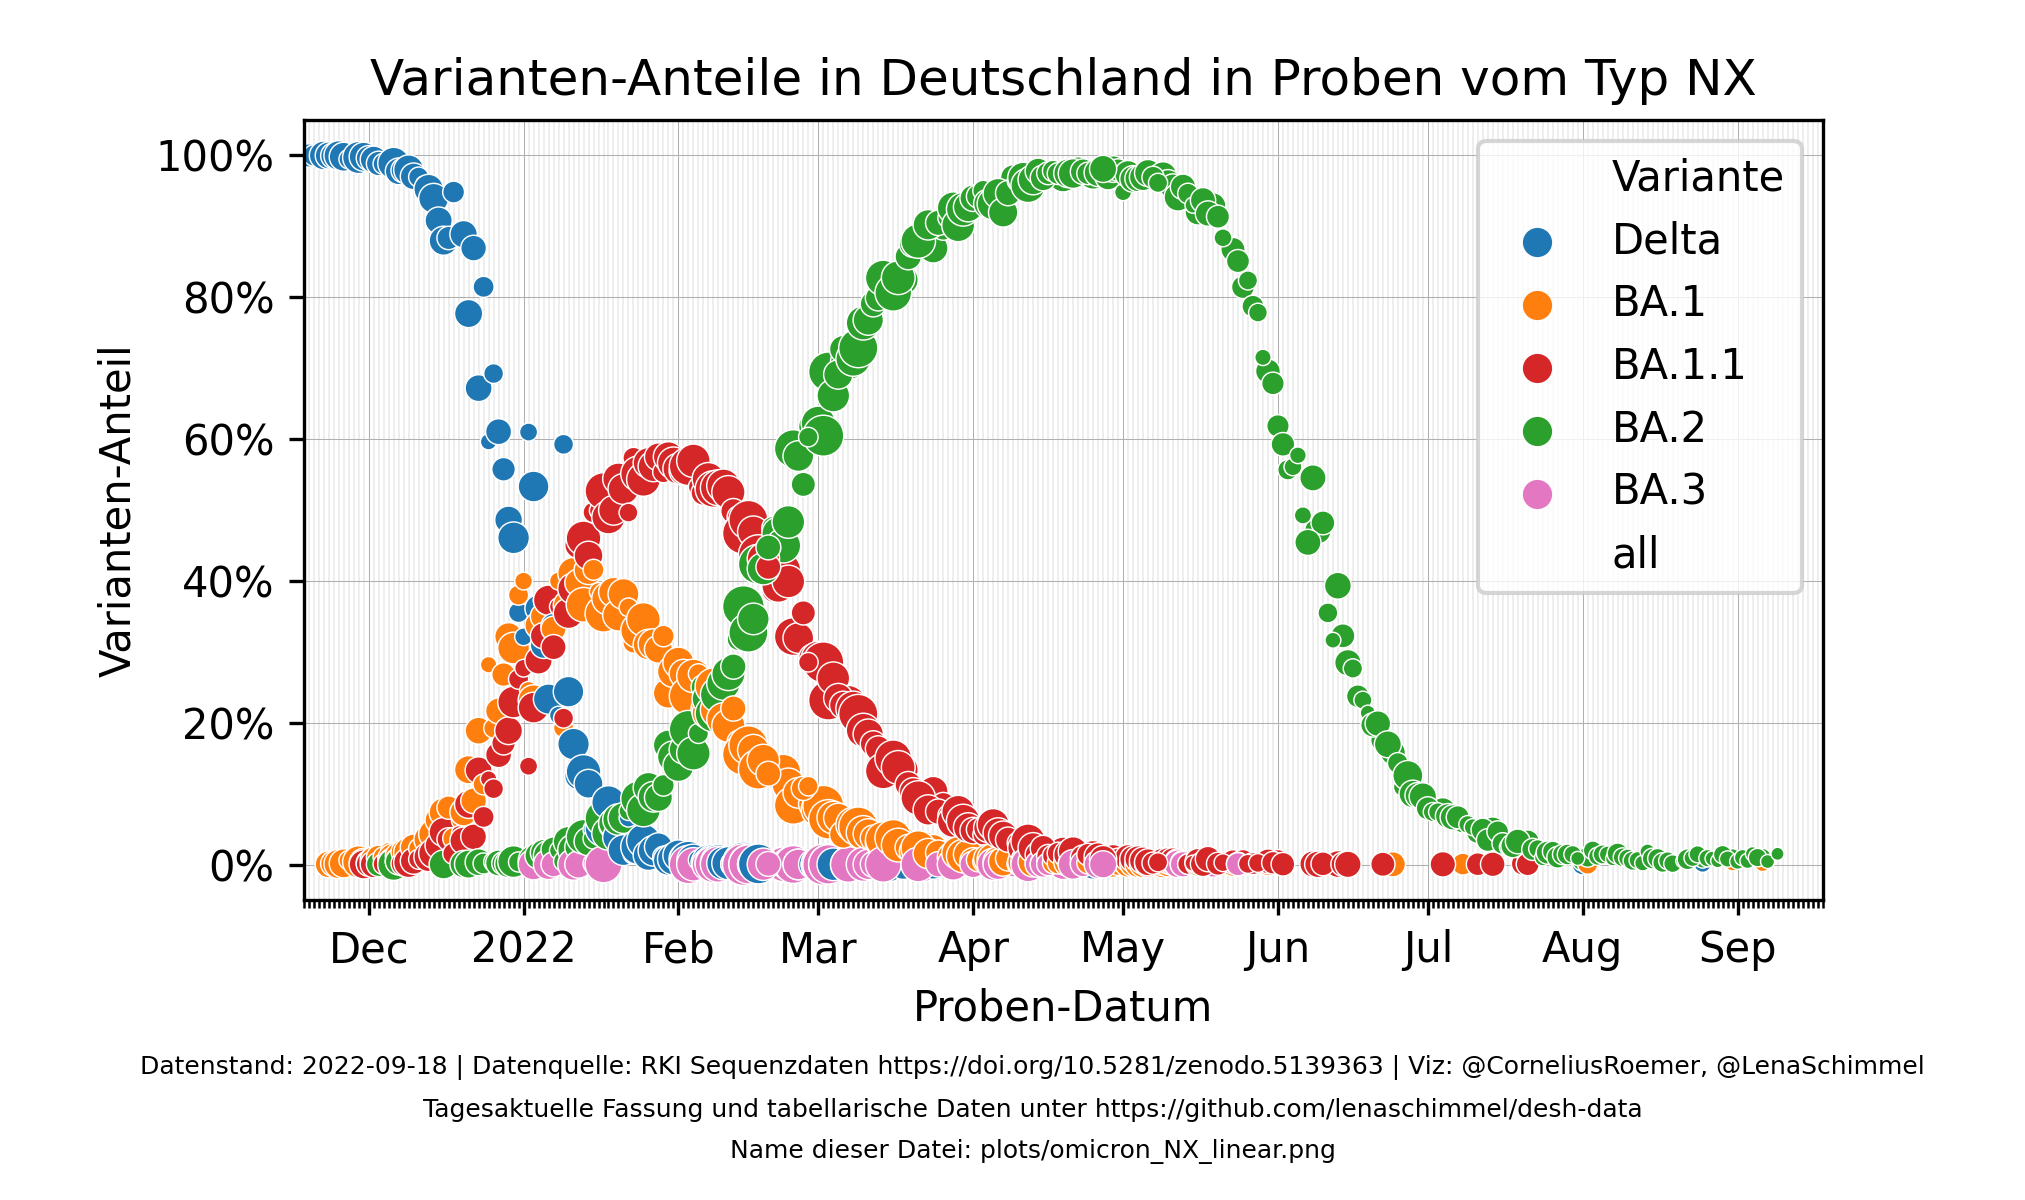 Varianten-Anteile in Deutschland in Proben vom Typ NX
Varianten-Anteil
100%
80%
60%
40%
20%
0%
Variante
Delta
BA.1
BA.1.1
BA.2
BA.3
all
Dec 2022 Feb Mar Apr May Jun Jul Aug Sep
Proben-Datum
Datenstand: 2022-09-18 | Datenquelle: RKI Sequenzdaten https://doi.org/10.5281/zenodo.5139363 | Viz: @CorneliusRoemer, @LenaSchimmel
Tagesaktuelle Fassung und tabellarische Daten unter https://github.com/lenaschimmel/desh-data
Name dieser Datei: plots/omicron_NX_linear.png